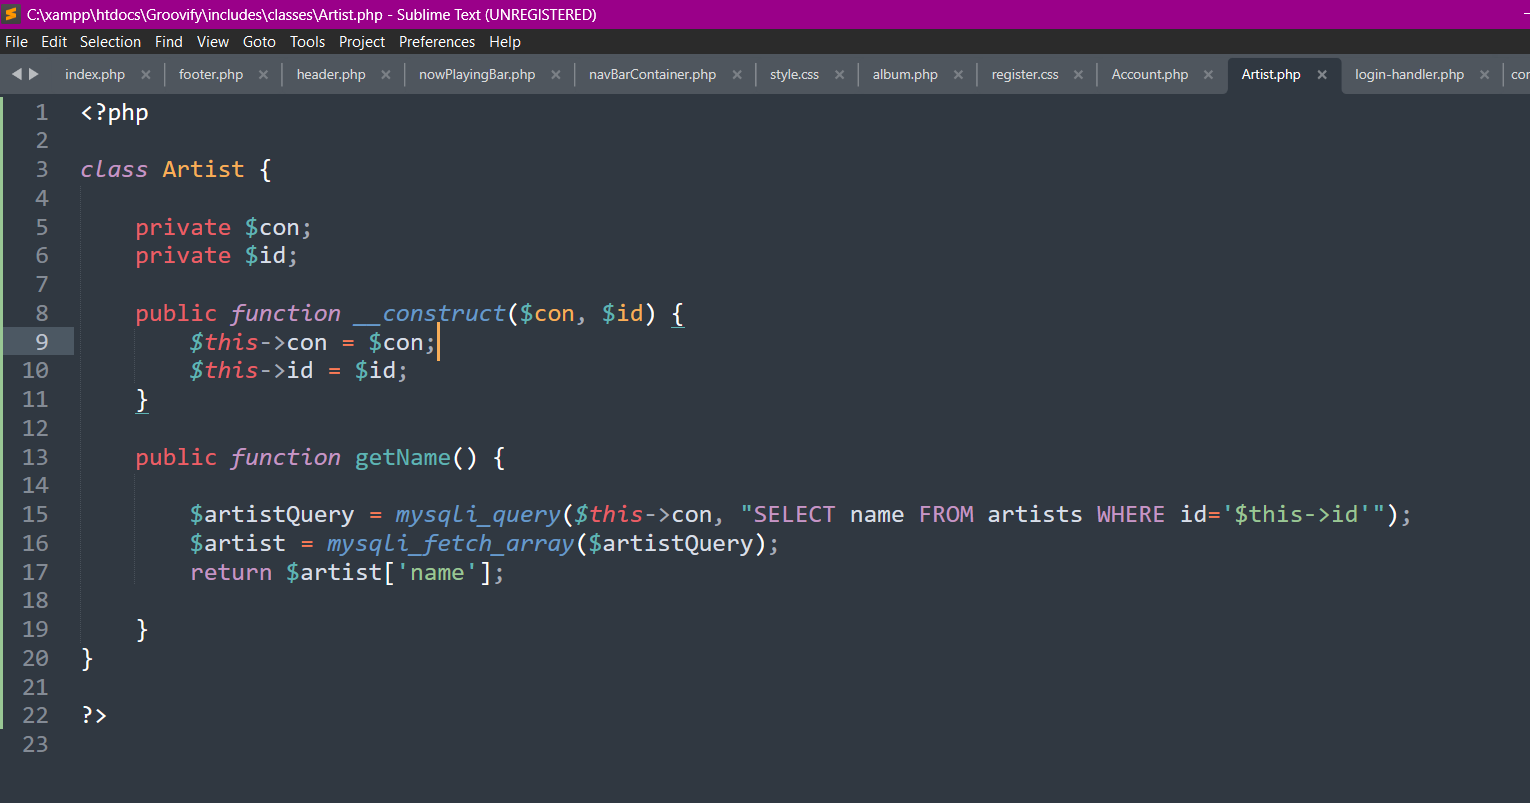 C:\xampp\htdocs\Groovify\includes\classes\Artist.php - Sublime Text (UNREGISTERED)
File Edit Selection Find View Goto Tools Project Preferences Help
index.php × footer.php × header.php × nowPlayingBar.php × navBarContainer.php × style.css × album.php × register.css × Account.php × Artist.php × login-handler.php ×
1 <?php
2
3 class Artist {
4
5 private $con;
6 private $id;
7
8 public function __construct($con, $id) {
9 $this->con = $con;
10 $this->id = $id;
11 }
12
13 public function getName() {
14
15 $artistQuery = mysqli_query($this->con, "SELECT name FROM artists WHERE id='$this->id'");
16 $artist = mysqli_fetch_array($artistQuery);
17 return $artist['name'];
18
19 }
20 }
21
22 ?>
23